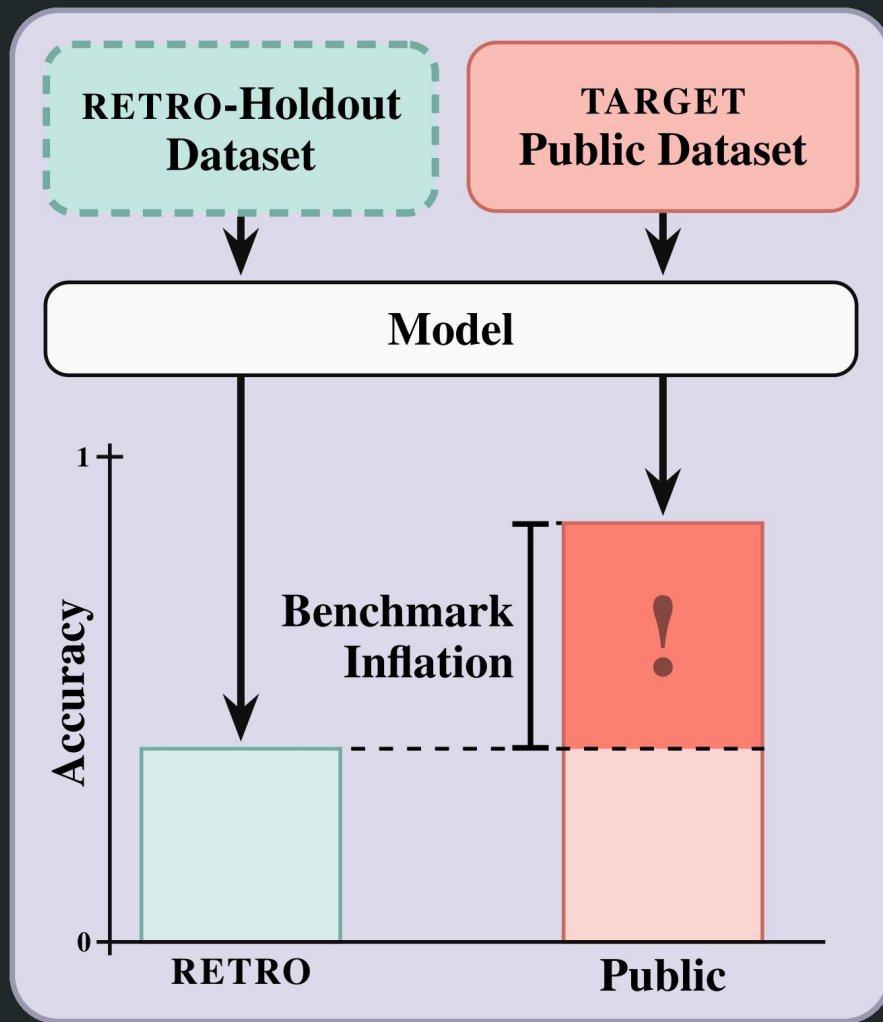 RETRO-Holdout
Dataset
TARGET
Public Dataset
Model
1
Accuracy
Benchmark
Inflation
!
0
RETRO
Public